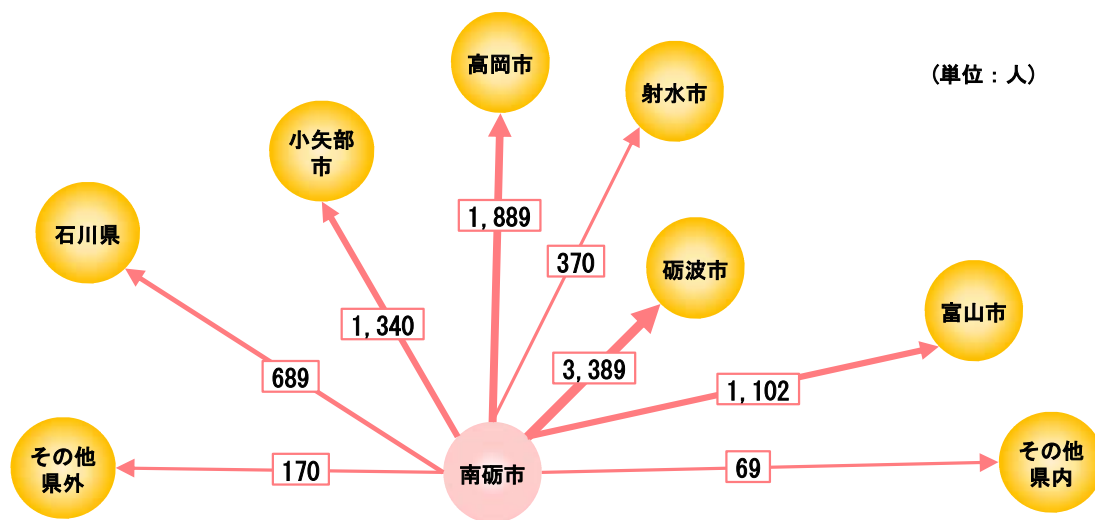 高岡市
射水市
(単位：人)
小矢部
市
石川県
1,889
370
砺波市
富山市
1,340
3,389
689
1,102
その他
県外
170
南砺市
69
その他
県内